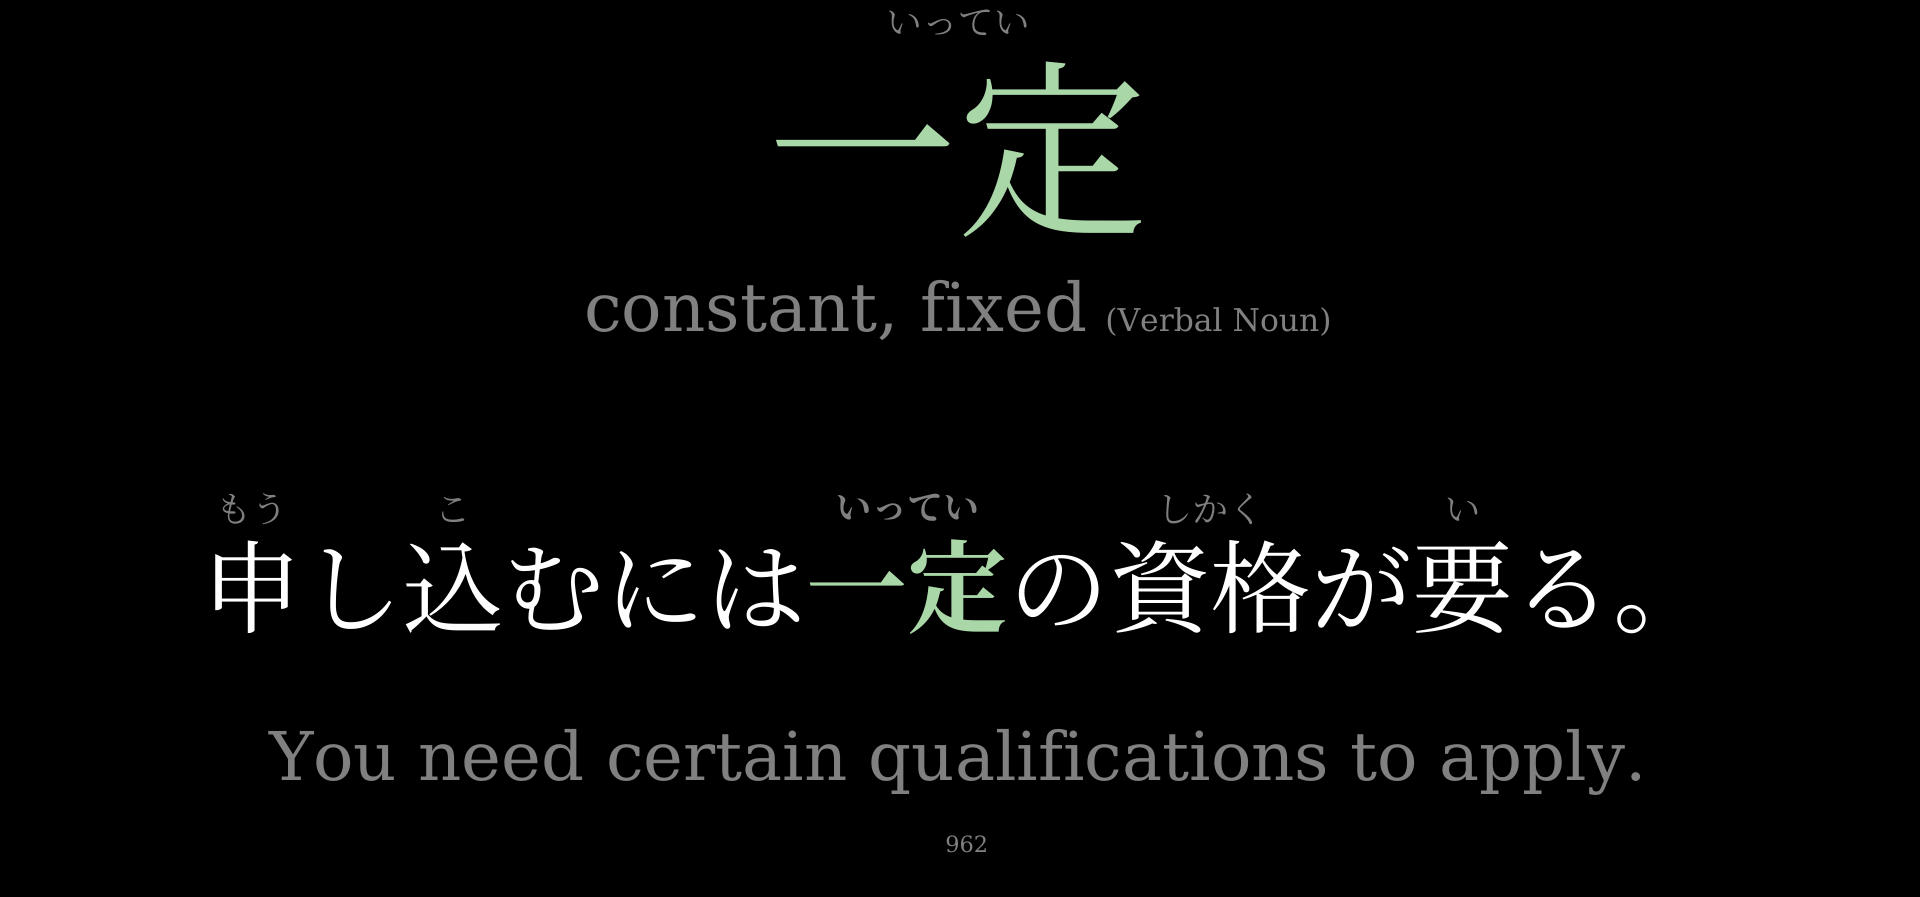 いってい
一定
constant, fixed (Verbal Noun)
もう こ いってい しかく い
申し込むには一定の資格が要る。
You need certain qualifications to apply.
962